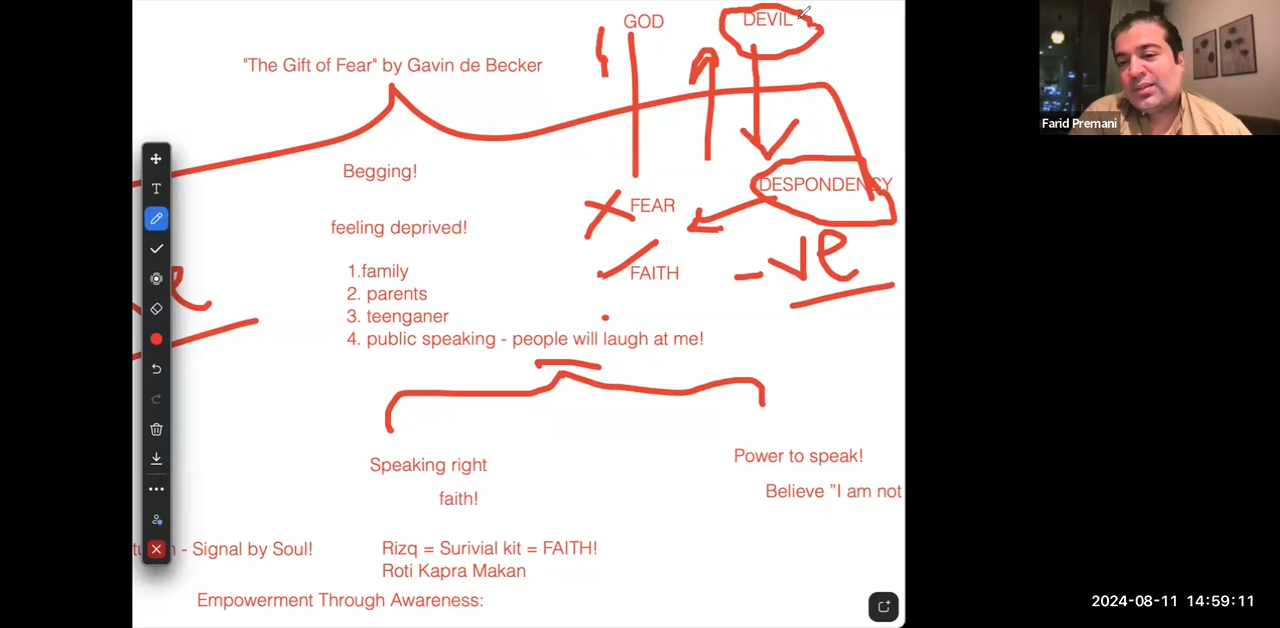 GOD
DEVIL
"The Gift of Fear" by Gavin de Becker
Begging!
DESPONDENCY
FEAR
feeling deprived!
FAITH
-ve
1.family
2. parents
3. teenganer
4. public speaking - people will laugh at me!
Speaking right
Power to speak!
faith!
Believe "I am not
- Signal by Soul!
Rizq = Surivial kit = FAITH!
Roti Kapra Makan
Empowerment Through Awareness:
T
Farid Premani
2024-08-11 14:59:11